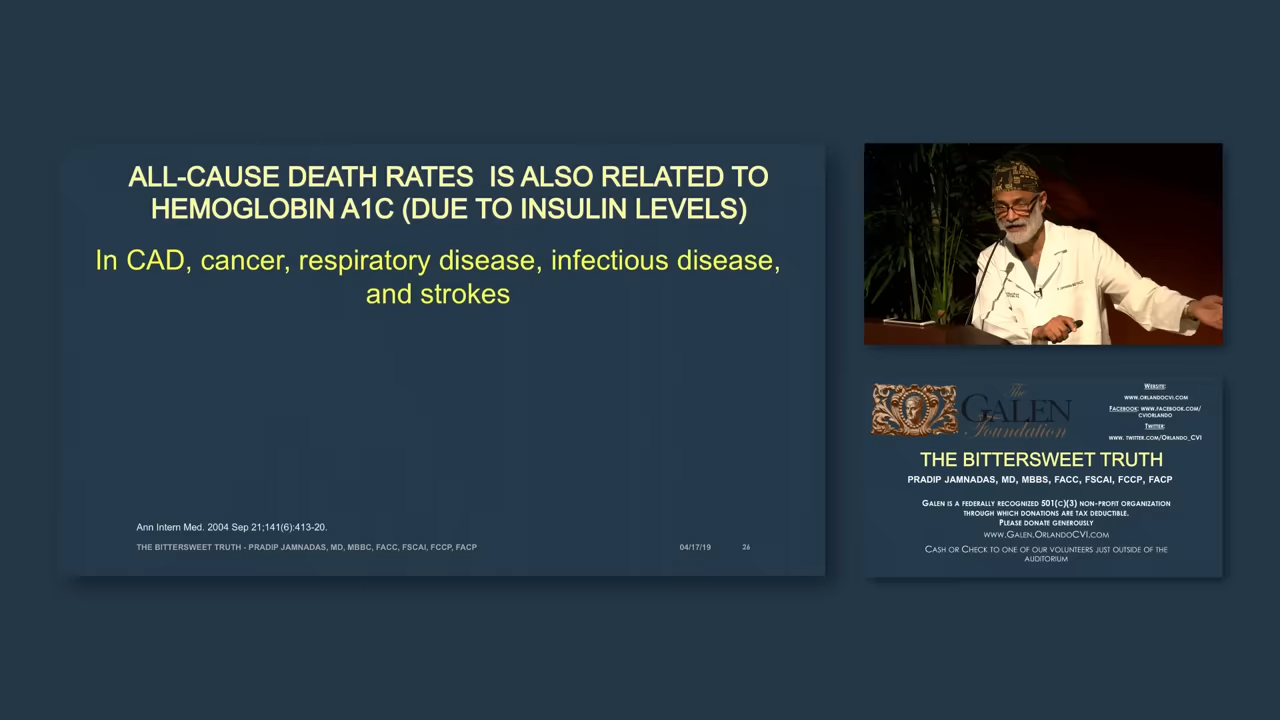 ALL-CAUSE DEATH RATES IS ALSO RELATED TO
HEMOGLOBIN A1C (DUE TO INSULIN LEVELS)
In CAD, cancer, respiratory disease, infectious disease,
and strokes
Ann Intern Med. 2004 Sep 21;141(6):413-20.
THE BITTERSWEET TRUTH - PRADIP JAMNADAS, MD, MBBC, FACC, FSCAI, FCCP, FACP
04/17/19
26
The
GALEN
Foundation
WEBSITE:
WWW.ORLANDOCVI.COM
FACEBOOK: WWW.FACEBOOK.COM/
CVIORLANDO
TWITTER:
WWW. TWITTER.COM/ORLANDO_CVI
THE BITTERSWEET TRUTH
PRADIP JAMNADAS, MD, MBBS, FACC, FSCAI, FCCP, FACP
GALEN IS A FEDERALLY RECOGNIZED 501(C)(3) NON-PROFIT ORGANIZATION
THROUGH WHICH DONATIONS ARE TAX DEDUCTIBLE.
PLEASE DONATE GENEROUSLY
WWW.GALEN.ORLANDOCVI.COM
CASH OR CHECK TO ONE OF OUR VOLUNTEERS JUST OUTSIDE OF THE
AUDITORIUM